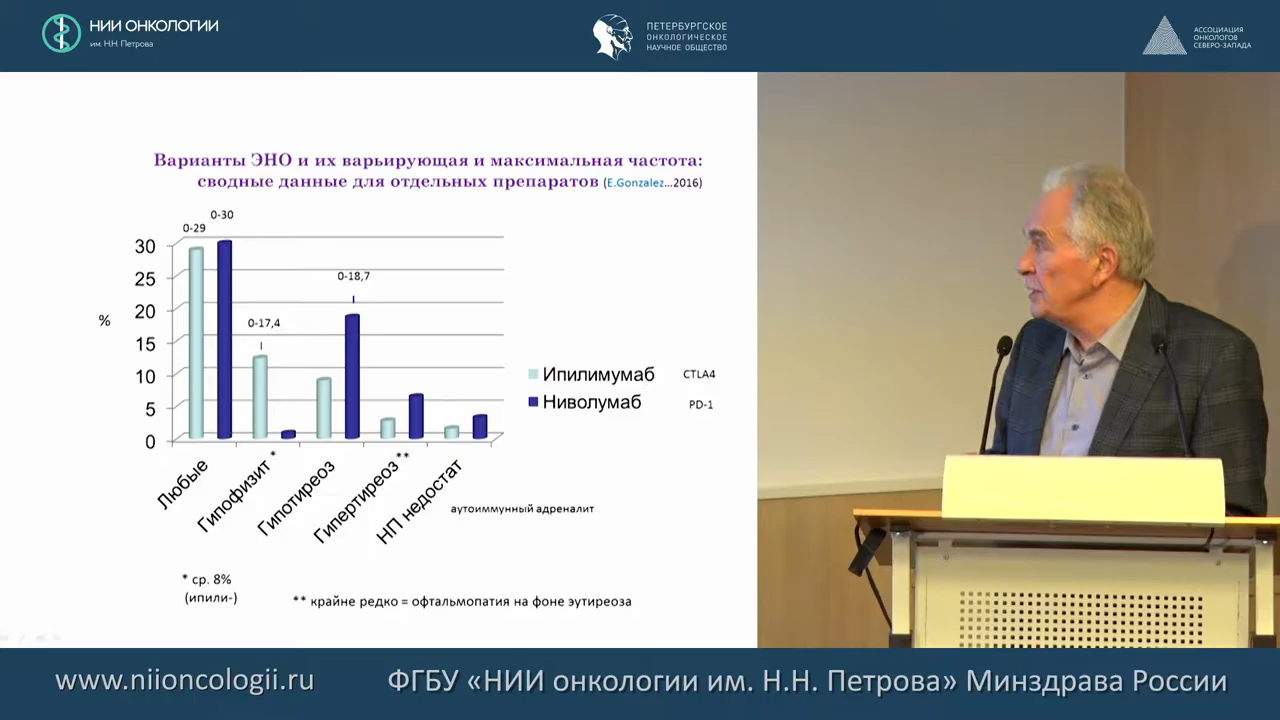 НИИ ОНКОЛОГИИ
им. Н.Н. Петрова
ПЕТЕРБУРГСКОЕ
ОНКОЛОГИЧЕСКОЕ
НАУЧНОЕ ОБЩЕСТВО
АССОЦИАЦИЯ
ОНКОЛОГОВ
СЕВЕРО-ЗАПАДА
Варианты ЭНО и их варьирующая и максимальная частота:
сводные данные для отдельных препаратов (E.Gonzalez...2016)
0-30
0-29
0-18,7
0-17,4
%
30
25
20
15
10
5
0
Любые
Гипофизит *
Гипотиреоз
Гипертиреоз **
НП недостат
Ипилимумаб CTLA4
Ниволумаб PD-1
аутоиммунный адреналит
* ср. 8%
(ипили-)
** крайне редко = офтальмопатия на фоне эутиреоза
www.niioncologii.ru
ФГБУ «НИИ онкологии им. Н.Н. Петрова» Минздрава России